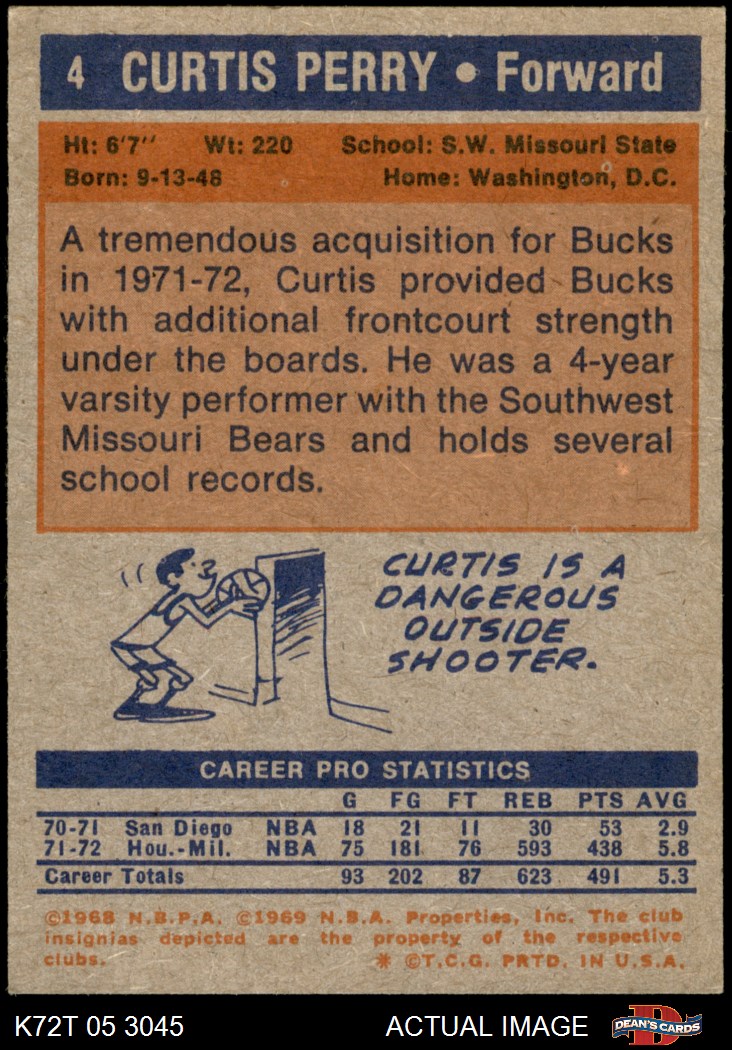 4 CURTIS PERRY • Forward
Ht: 6'7" Wt: 220 School: S.W. Missouri State
Born: 9-13-48 Home: Washington, D.C.
A tremendous acquisition for Bucks
in 1971-72, Curtis provided Bucks
with additional frontcourt strength
under the boards. He was a 4-year
varsity performer with the Southwest
Missouri Bears and holds several
school records.
CURTIS IS A
DANGEROUS
OUTSIDE
SHOOTER.
CAREER PRO STATISTICS
G FG FT REB PTS AVG
70-71 San Diego NBA 18 21 11 30 53 2.9
71-72 Hou.-Mil. NBA 75 181 76 593 438 5.8
Career Totals 93 202 87 623 491 5.3
©1968 N.B.P.A. ©1969 N.B.A. Properties, Inc. The club
insignias depicted are the property of the respective
clubs. * ©T.C.G. PRTD. IN U.S.A.
K72T 05 3045 ACTUAL IMAGE D DEAN'S CARDS